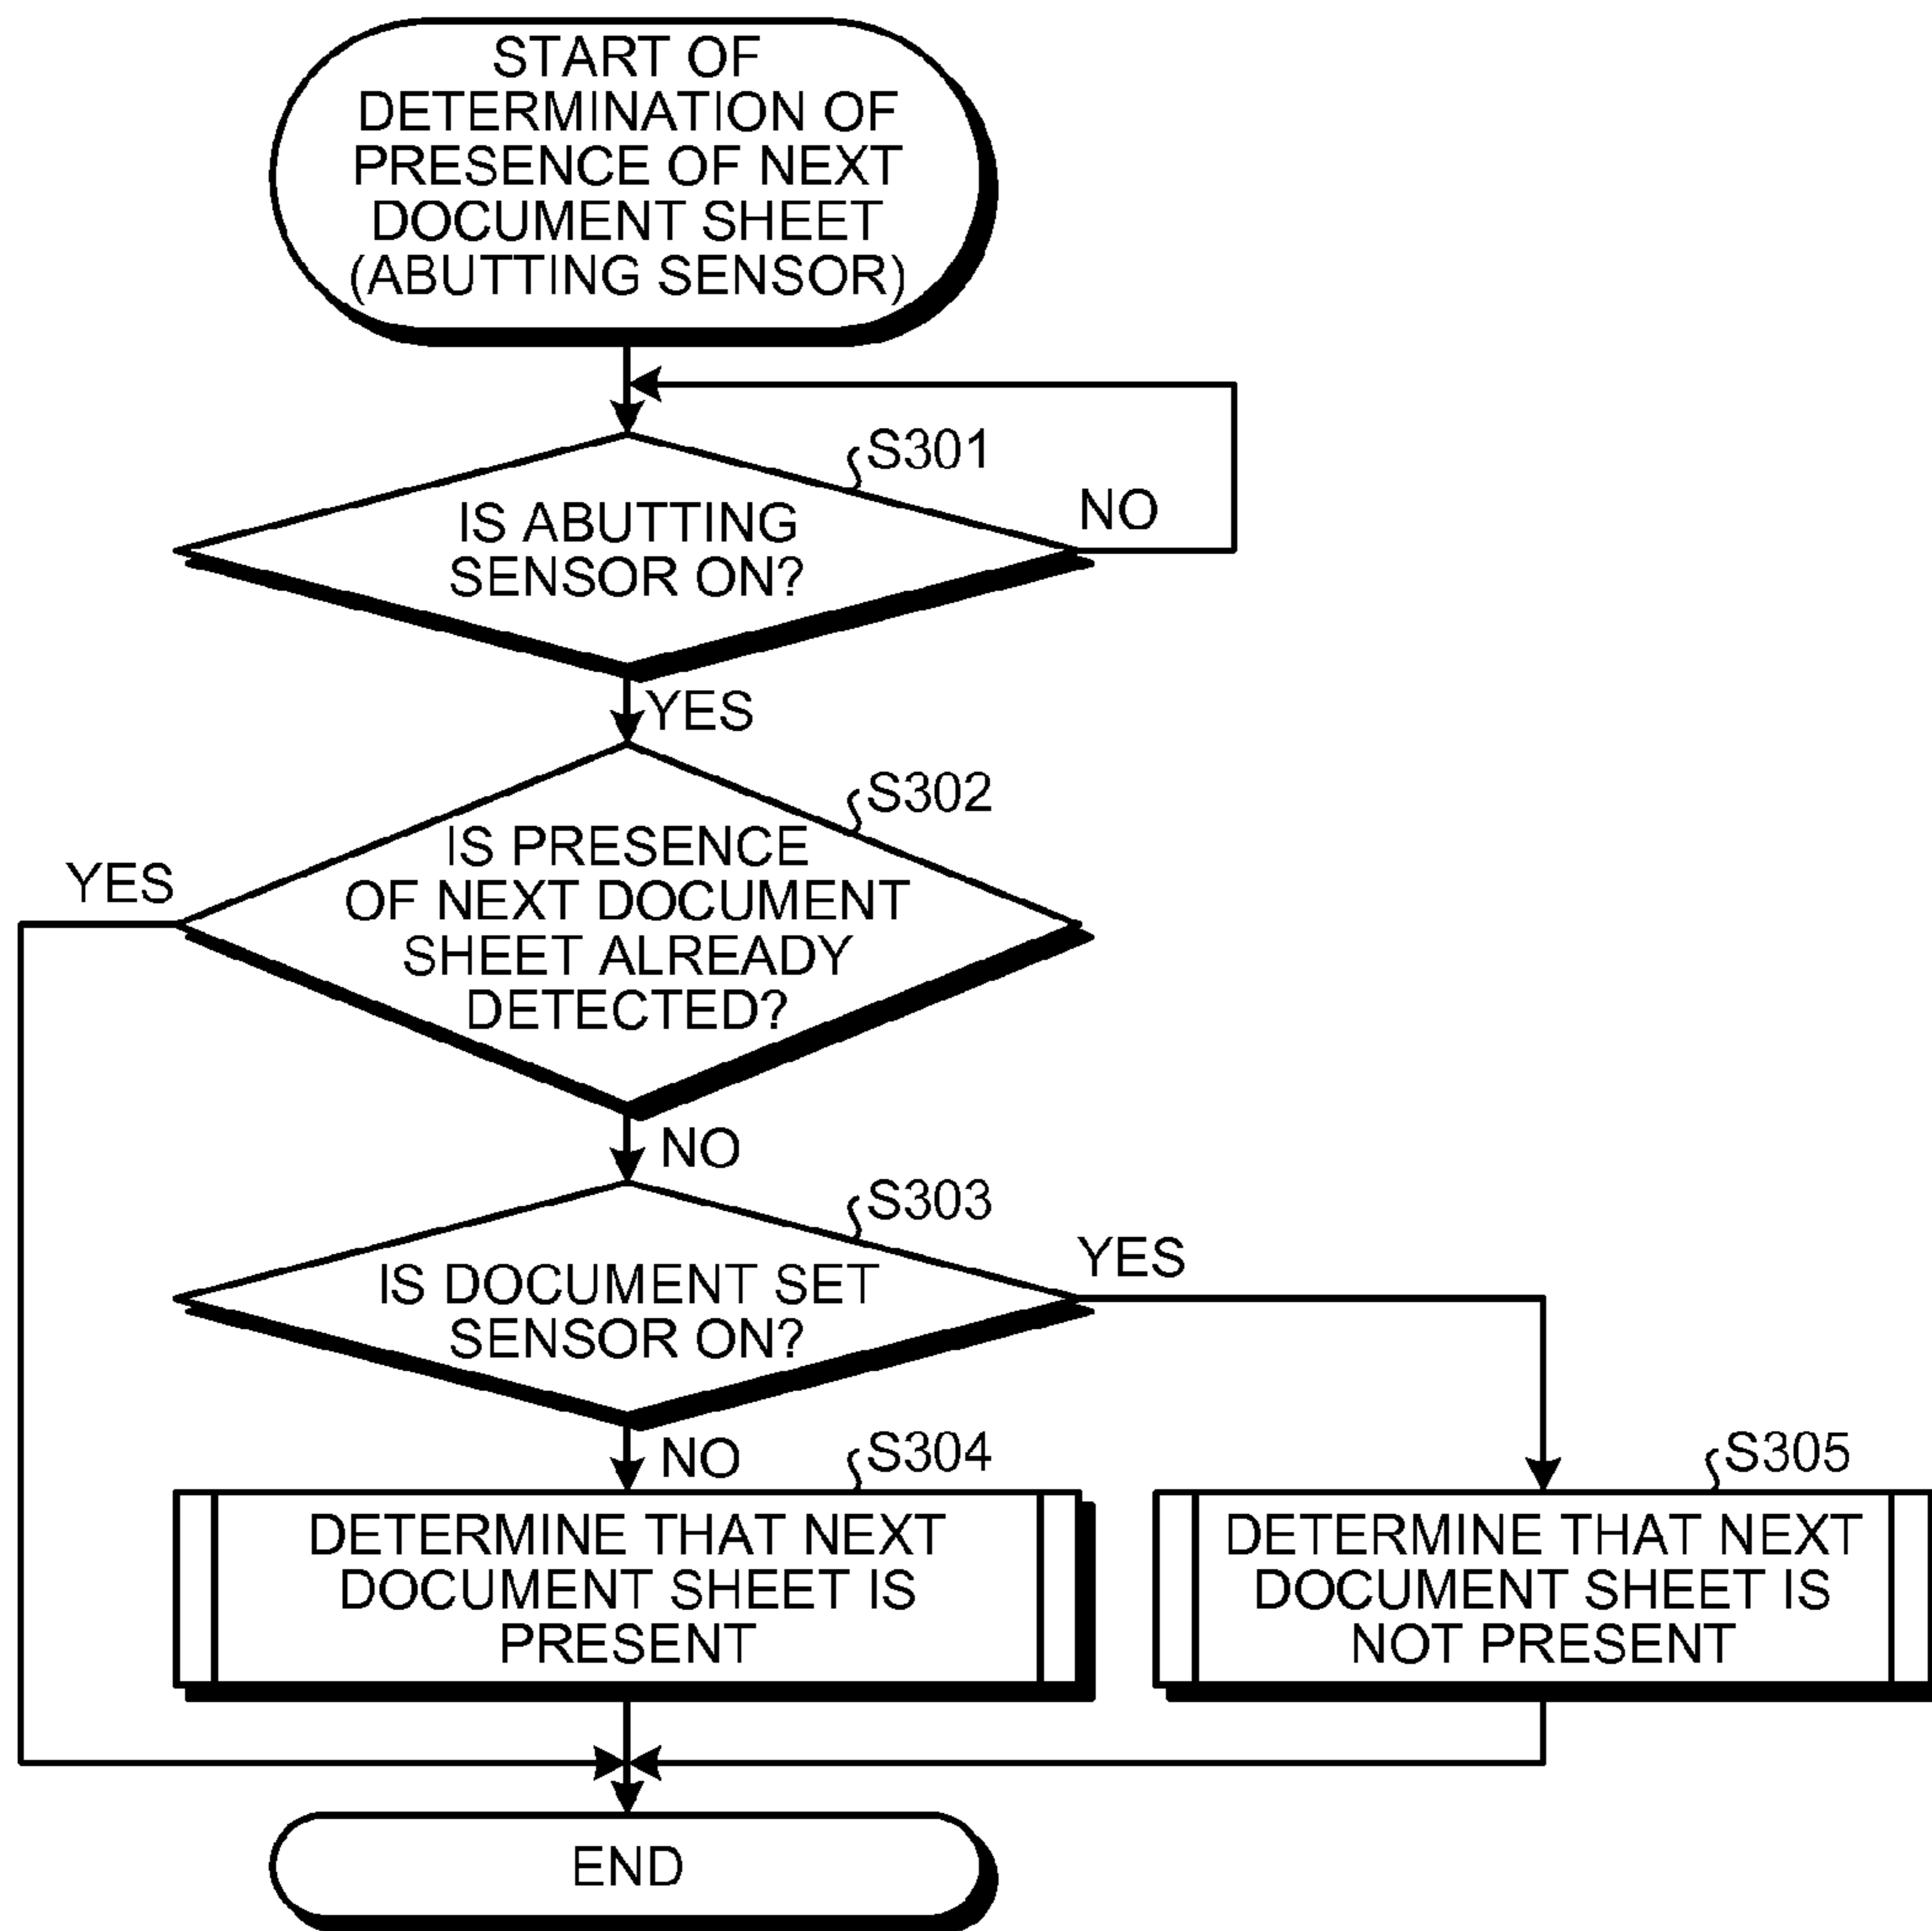 START OF
DETERMINATION OF
PRESENCE OF NEXT
DOCUMENT SHEET
(ABUTTING SENSOR)
S301
IS ABUTTING
SENSOR ON?
NO
YES
S302
IS PRESENCE
OF NEXT DOCUMENT
SHEET ALREADY
DETECTED?
YES
NO
S303
IS DOCUMENT SET
SENSOR ON?
YES
NO
S304
DETERMINE THAT NEXT
DOCUMENT SHEET IS
PRESENT
S305
DETERMINE THAT NEXT
DOCUMENT SHEET IS
NOT PRESENT
END